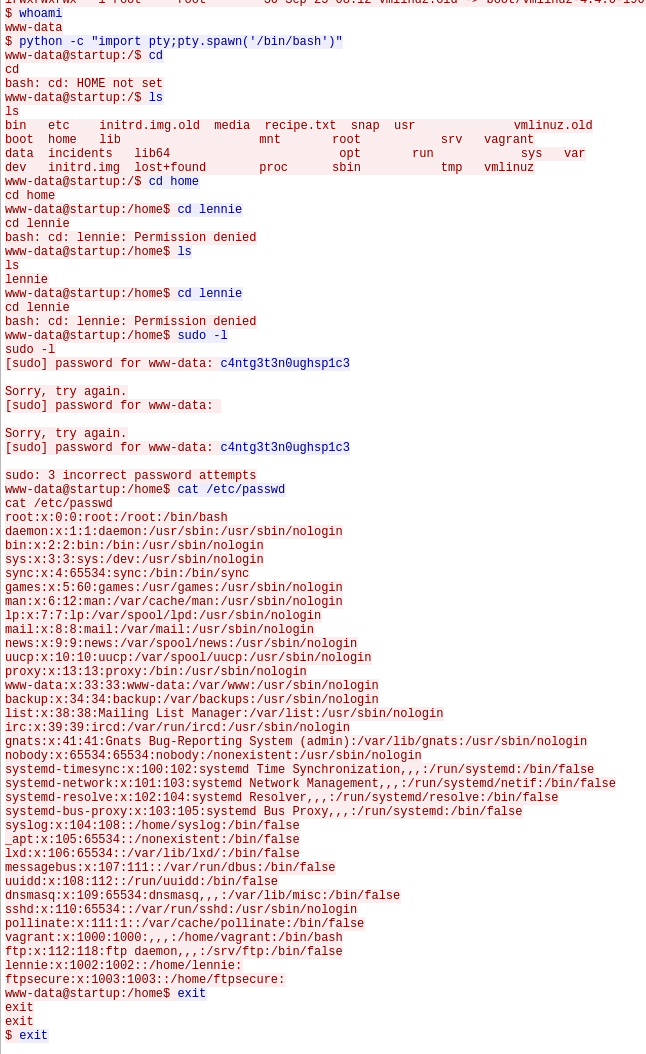 $ whoami
www-data
$ python -c "import pty;pty.spawn('/bin/bash')"
www-data@startup:/$ cd
cd
bash: cd: HOME not set
www-data@startup:/$ ls
ls
bin   etc    initrd.img.old  media  recipe.txt  snap  usr              vmlinuz.old
boot  home   lib                   mnt       root           srv   vagrant
data  incidents   lib64                        opt       run            sys   var
dev   initrd.img  lost+found       proc      sbin           tmp   vmlinuz
www-data@startup:/$ cd home
cd home
www-data@startup:/home$ cd lennie
cd lennie
bash: cd: lennie: Permission denied
www-data@startup:/home$ ls
ls
lennie
www-data@startup:/home$ cd lennie
cd lennie
bash: cd: lennie: Permission denied
www-data@startup:/home$ sudo -l
sudo -l
[sudo] password for www-data: c4ntg3t3n0ughsp1c3
Sorry, try again.
[sudo] password for www-data:
Sorry, try again.
[sudo] password for www-data: c4ntg3t3n0ughsp1c3
sudo: 3 incorrect password attempts
www-data@startup:/home$ cat /etc/passwd
cat /etc/passwd
root:x:0:0:root:/root:/bin/bash
daemon:x:1:1:daemon:/usr/sbin:/usr/sbin/nologin
bin:x:2:2:bin:/bin:/usr/sbin/nologin
sys:x:3:3:sys:/dev:/usr/sbin/nologin
sync:x:4:65534:sync:/bin:/bin/sync
games:x:5:60:games:/usr/games:/usr/sbin/nologin
man:x:6:12:man:/var/cache/man:/usr/sbin/nologin
lp:x:7:7:lp:/var/spool/lpd:/usr/sbin/nologin
mail:x:8:8:mail:/var/mail:/usr/sbin/nologin
news:x:9:9:news:/var/spool/news:/usr/sbin/nologin
uucp:x:10:10:uucp:/var/spool/uucp:/usr/sbin/nologin
proxy:x:13:13:proxy:/bin:/usr/sbin/nologin
www-data:x:33:33:www-data:/var/www:/usr/sbin/nologin
backup:x:34:34:backup:/var/backups:/usr/sbin/nologin
list:x:38:38:Mailing List Manager:/var/list:/usr/sbin/nologin
irc:x:39:39:ircd:/var/run/ircd:/usr/sbin/nologin
gnats:x:41:41:Gnats Bug-Reporting System (admin):/var/lib/gnats:/usr/sbin/nologin
nobody:x:65534:65534:nobody:/nonexistent:/usr/sbin/nologin
systemd-timesync:x:100:102:systemd Time Synchronization,,,:/run/systemd:/bin/false
systemd-network:x:101:103:systemd Network Management,,,:/run/systemd/netif:/bin/false
systemd-resolve:x:102:104:systemd Resolver,,,:/run/systemd/resolve:/bin/false
systemd-bus-proxy:x:103:105:systemd Bus Proxy,,,:/run/systemd:/bin/false
syslog:x:104:108::/home/syslog:/bin/false
_apt:x:105:65534::/nonexistent:/bin/false
lxd:x:106:65534::/var/lib/lxd/:/bin/false
messagebus:x:107:111::/var/run/dbus:/bin/false
uuidd:x:108:112::/run/uuidd:/bin/false
dnsmasq:x:109:65534:dnsmasq,,,:/var/lib/misc:/bin/false
sshd:x:110:65534::/var/run/sshd:/usr/sbin/nologin
pollinate:x:111:1::/var/cache/pollinate:/bin/false
vagrant:x:1000:1000:,,,:/home/vagrant:/bin/bash
ftp:x:112:118:ftp daemon,,,:/srv/ftp:/bin/false
lennie:x:1002:1002::/home/lennie:
ftpsecure:x:1003:1003::/home/ftpsecure:
www-data@startup:/home$ exit
exit
exit
$ exit